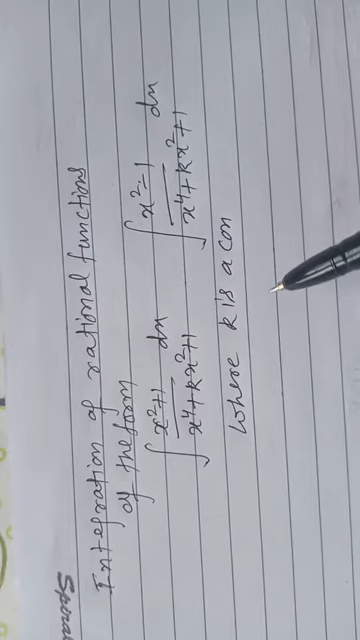 Integration of rational functions
of the form
∫ x²+1 / x⁴+kx²+1 dx    ∫ x²-1 / x⁴+kx²+1 dx
where k is a con